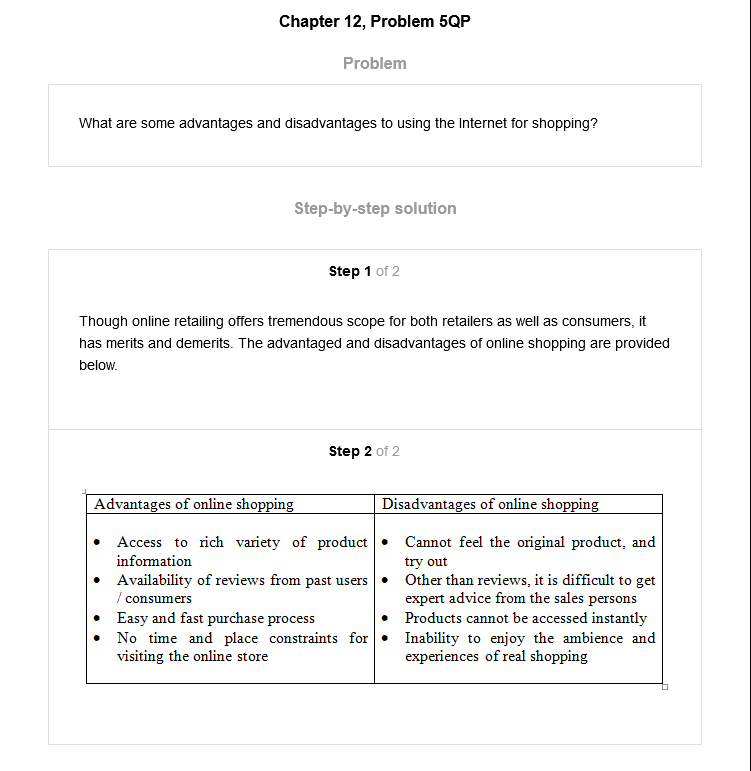 Chapter 12, Problem 5QP
Problem
What are some advantages and disadvantages to using the Internet for shopping?
Step-by-step solution
Step 1 of 2
Though online retailing offers tremendous scope for both retailers as well as consumers, it
has merits and demerits. The advantaged and disadvantages of online shopping are provided
below.
Step 2 of 2
Advantages of online shopping
• Access to rich variety of product
information
• Availability of reviews from past users
/ consumers
• Easy and fast purchase process
• No time and place constraints for
visiting the online store
Disadvantages of online shopping
• Cannot feel the original product, and
try out
• Other than reviews, it is difficult to get
expert advice from the sales persons
• Products cannot be accessed instantly
• Inability to enjoy the ambience and
experiences of real shopping